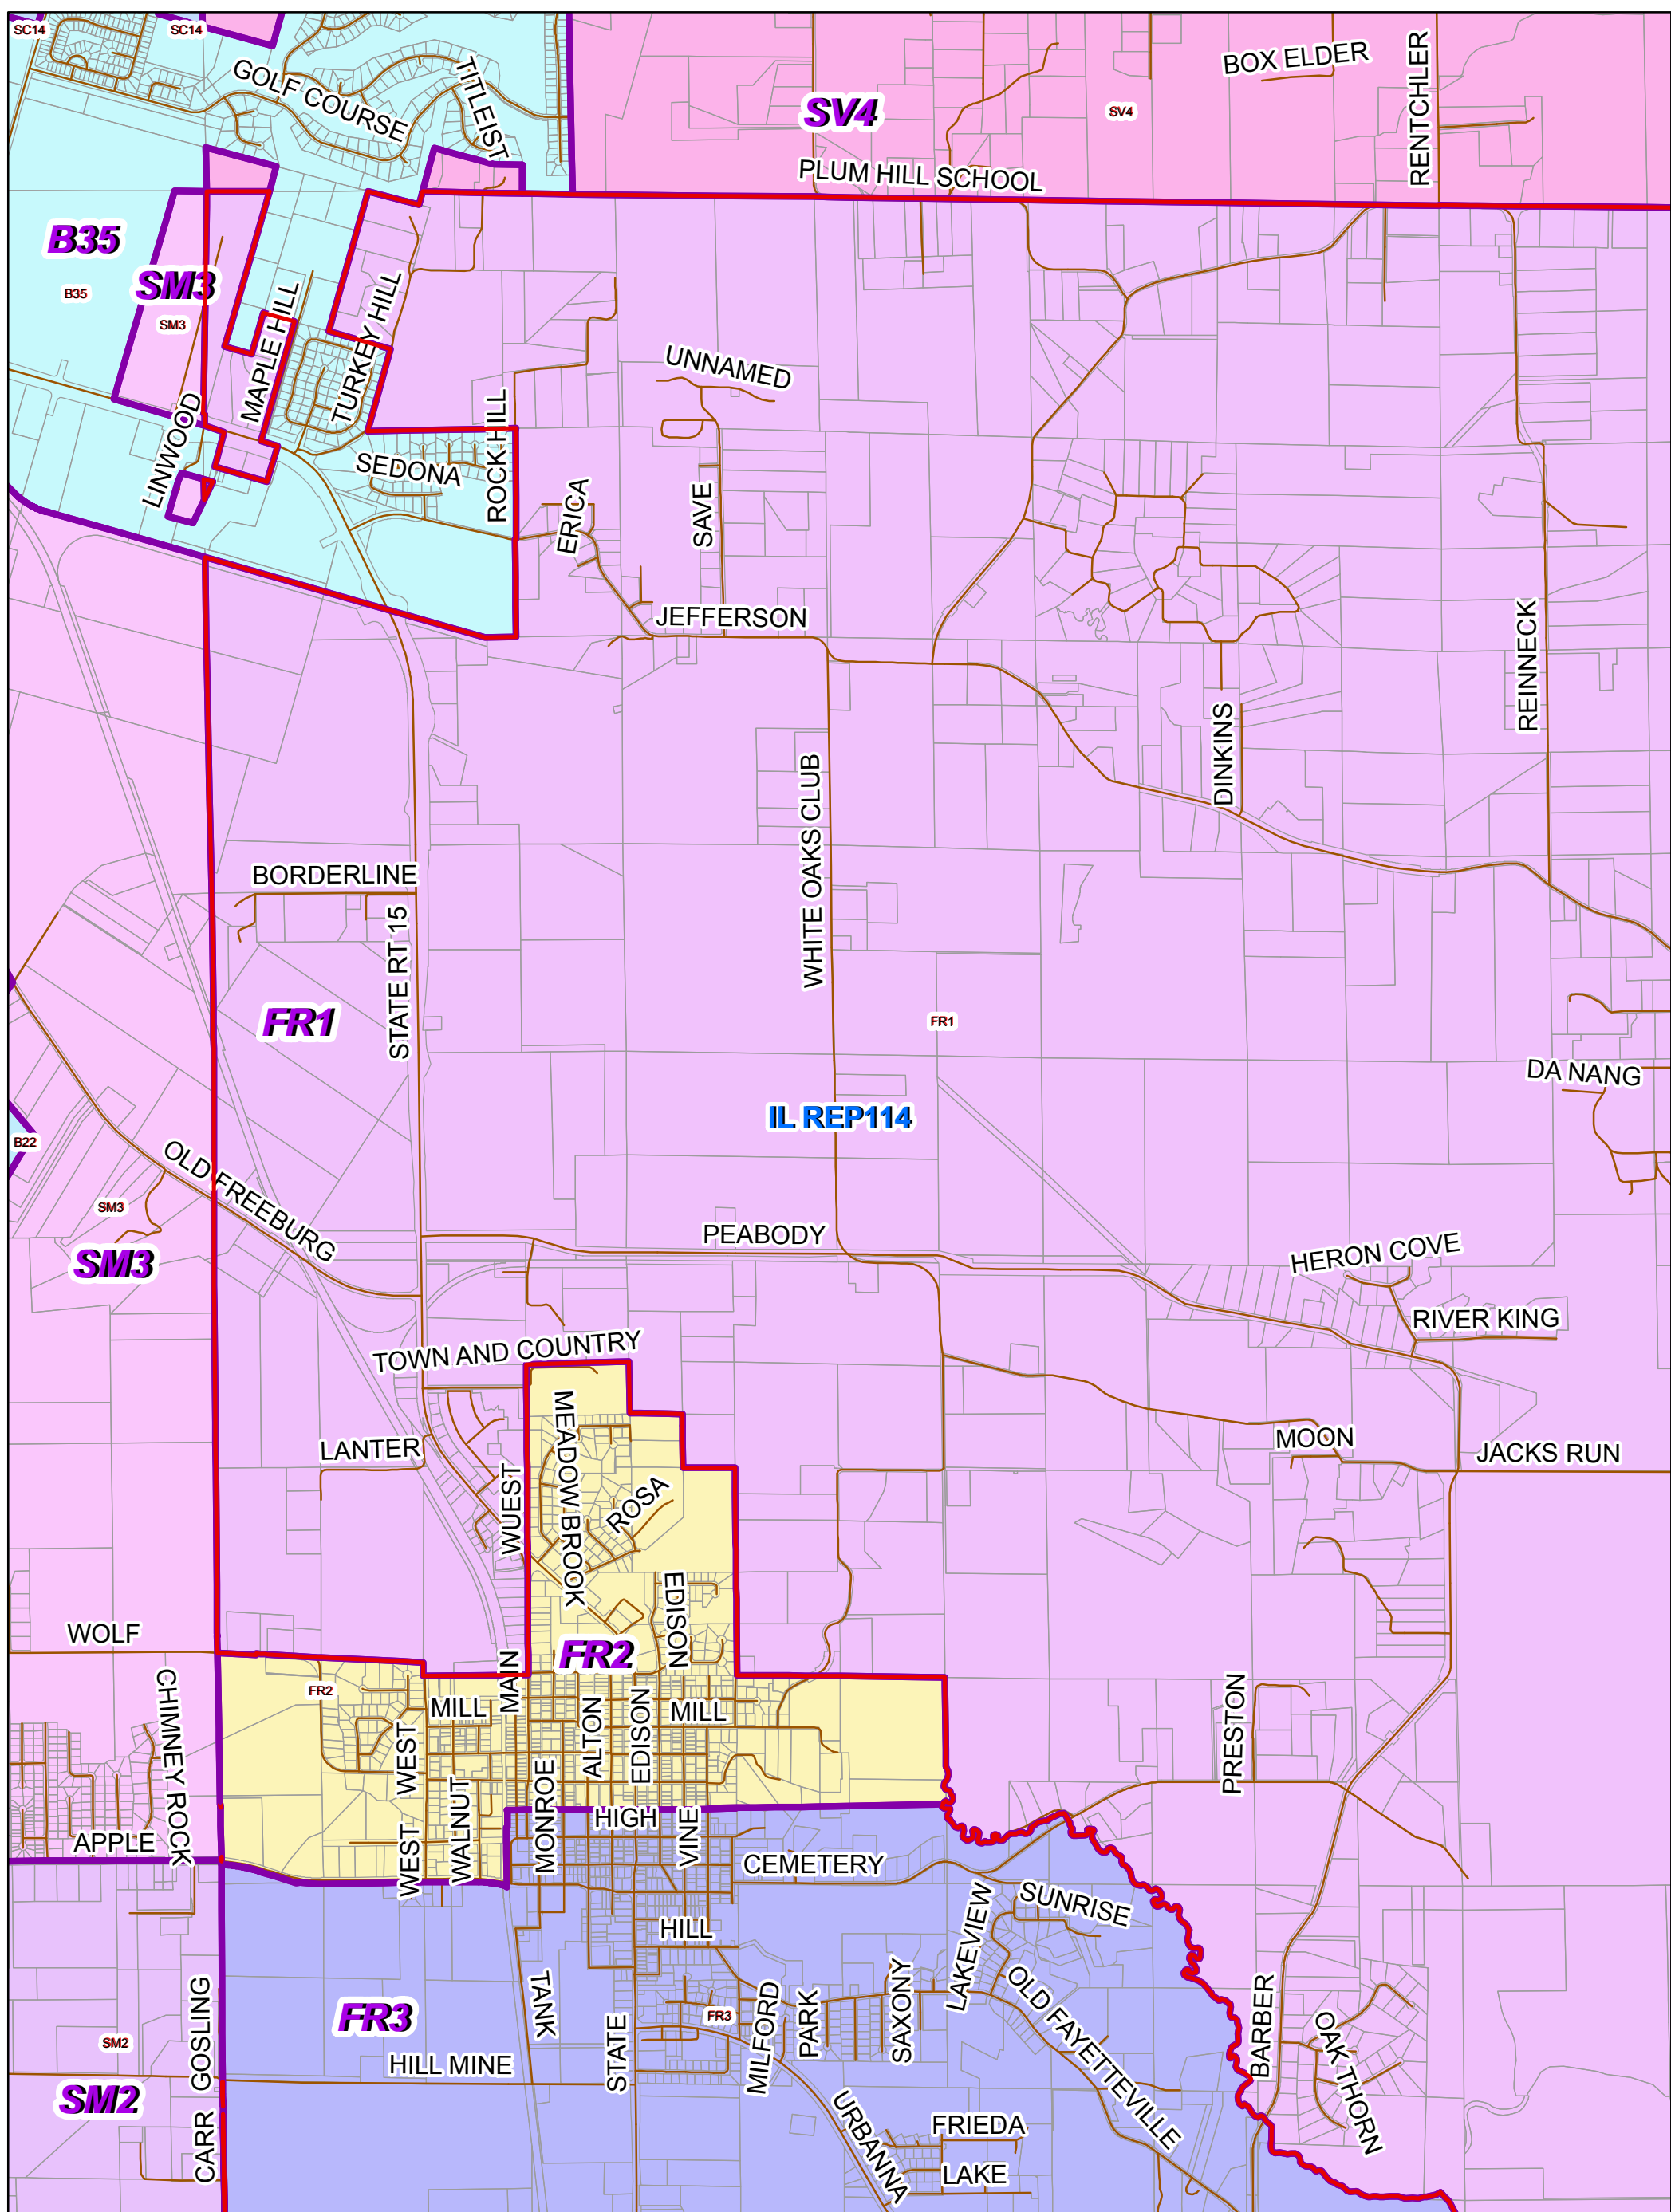 SC14
SC14
GOLF COURSE
TITLEIST
BOX ELDER
RENTCHLER
SV4
SV4
PLUM HILL SCHOOL
B35
B35
SM3
SM3
MAPLE HILL
TURKEY HILL
UNNAMED
LINWOOD
SEDONA
ROCK HILL
ERICA
SAVE
JEFFERSON
REINNECK
DINKINS
WHITE OAKS CLUB
BORDERLINE
STATE RT 15
FR1
FR1
DA NANG
IL REP114
B22
OLD FREEBURG
SM3
SM3
PEABODY
HERON COVE
RIVER KING
TOWN AND COUNTRY
MEADOW BROOK
LANTER
WUEST
ROSA
MOON
JACKS RUN
EDISON
WOLF
FR2
FR2
MAIN
CHIMNEY ROCK
MILL
MILL
ALTON
EDISON
PRESTON
WEST
WEST
WALNUT
MONROE
HIGH
VINE
APPLE
CEMETERY
SUNRISE
LAKEVIEW
HILL
GOSLING
FR3
FR3
TANK
STATE
MILFORD
PARK
SAXONY
OLD FAYETTEVILLE
BARBER
OAK THORN
SM2
SM2
HILL MINE
CARR
URBANNA
FRIEDA
LAKE